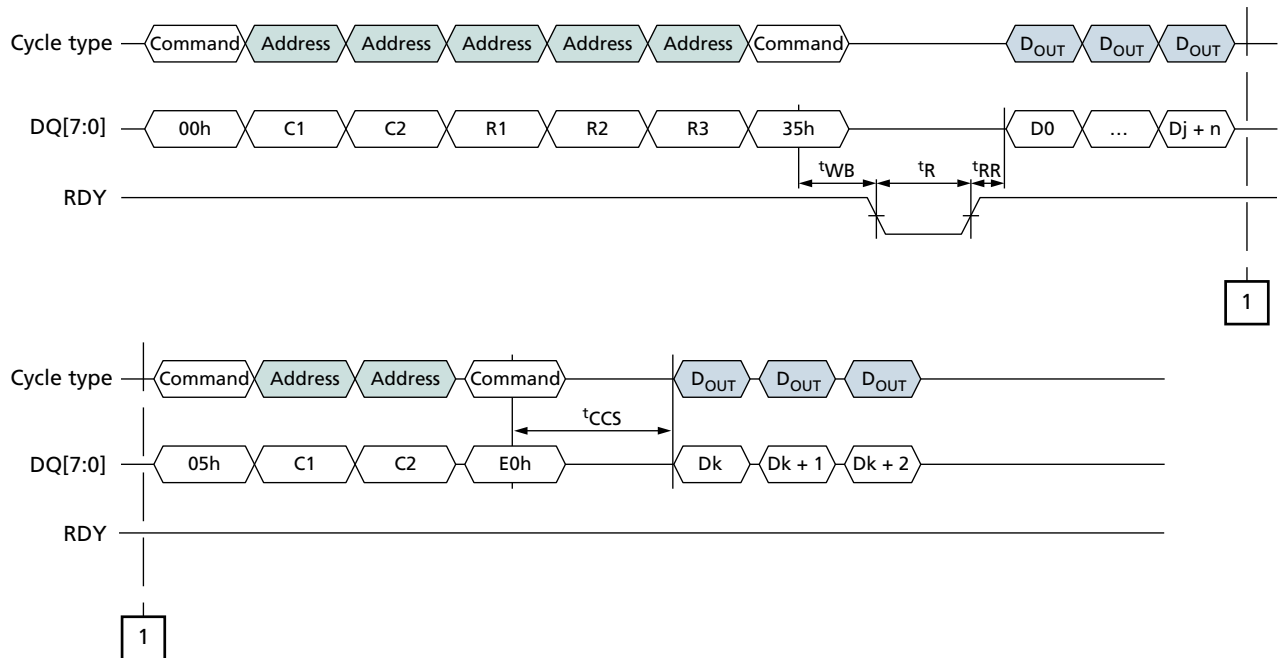 Cycle type Command Address Address Address Address Address Command DOUT DOUT DOUT
DQ[7:0] 00h C1 C2 R1 R2 R3 35h D0 … Dj + n
tWB tR tRR
RDY
1
Cycle type Command Address Address Command DOUT DOUT DOUT
tCCS
DQ[7:0] 05h C1 C2 E0h Dk Dk + 1 Dk + 2
RDY
1